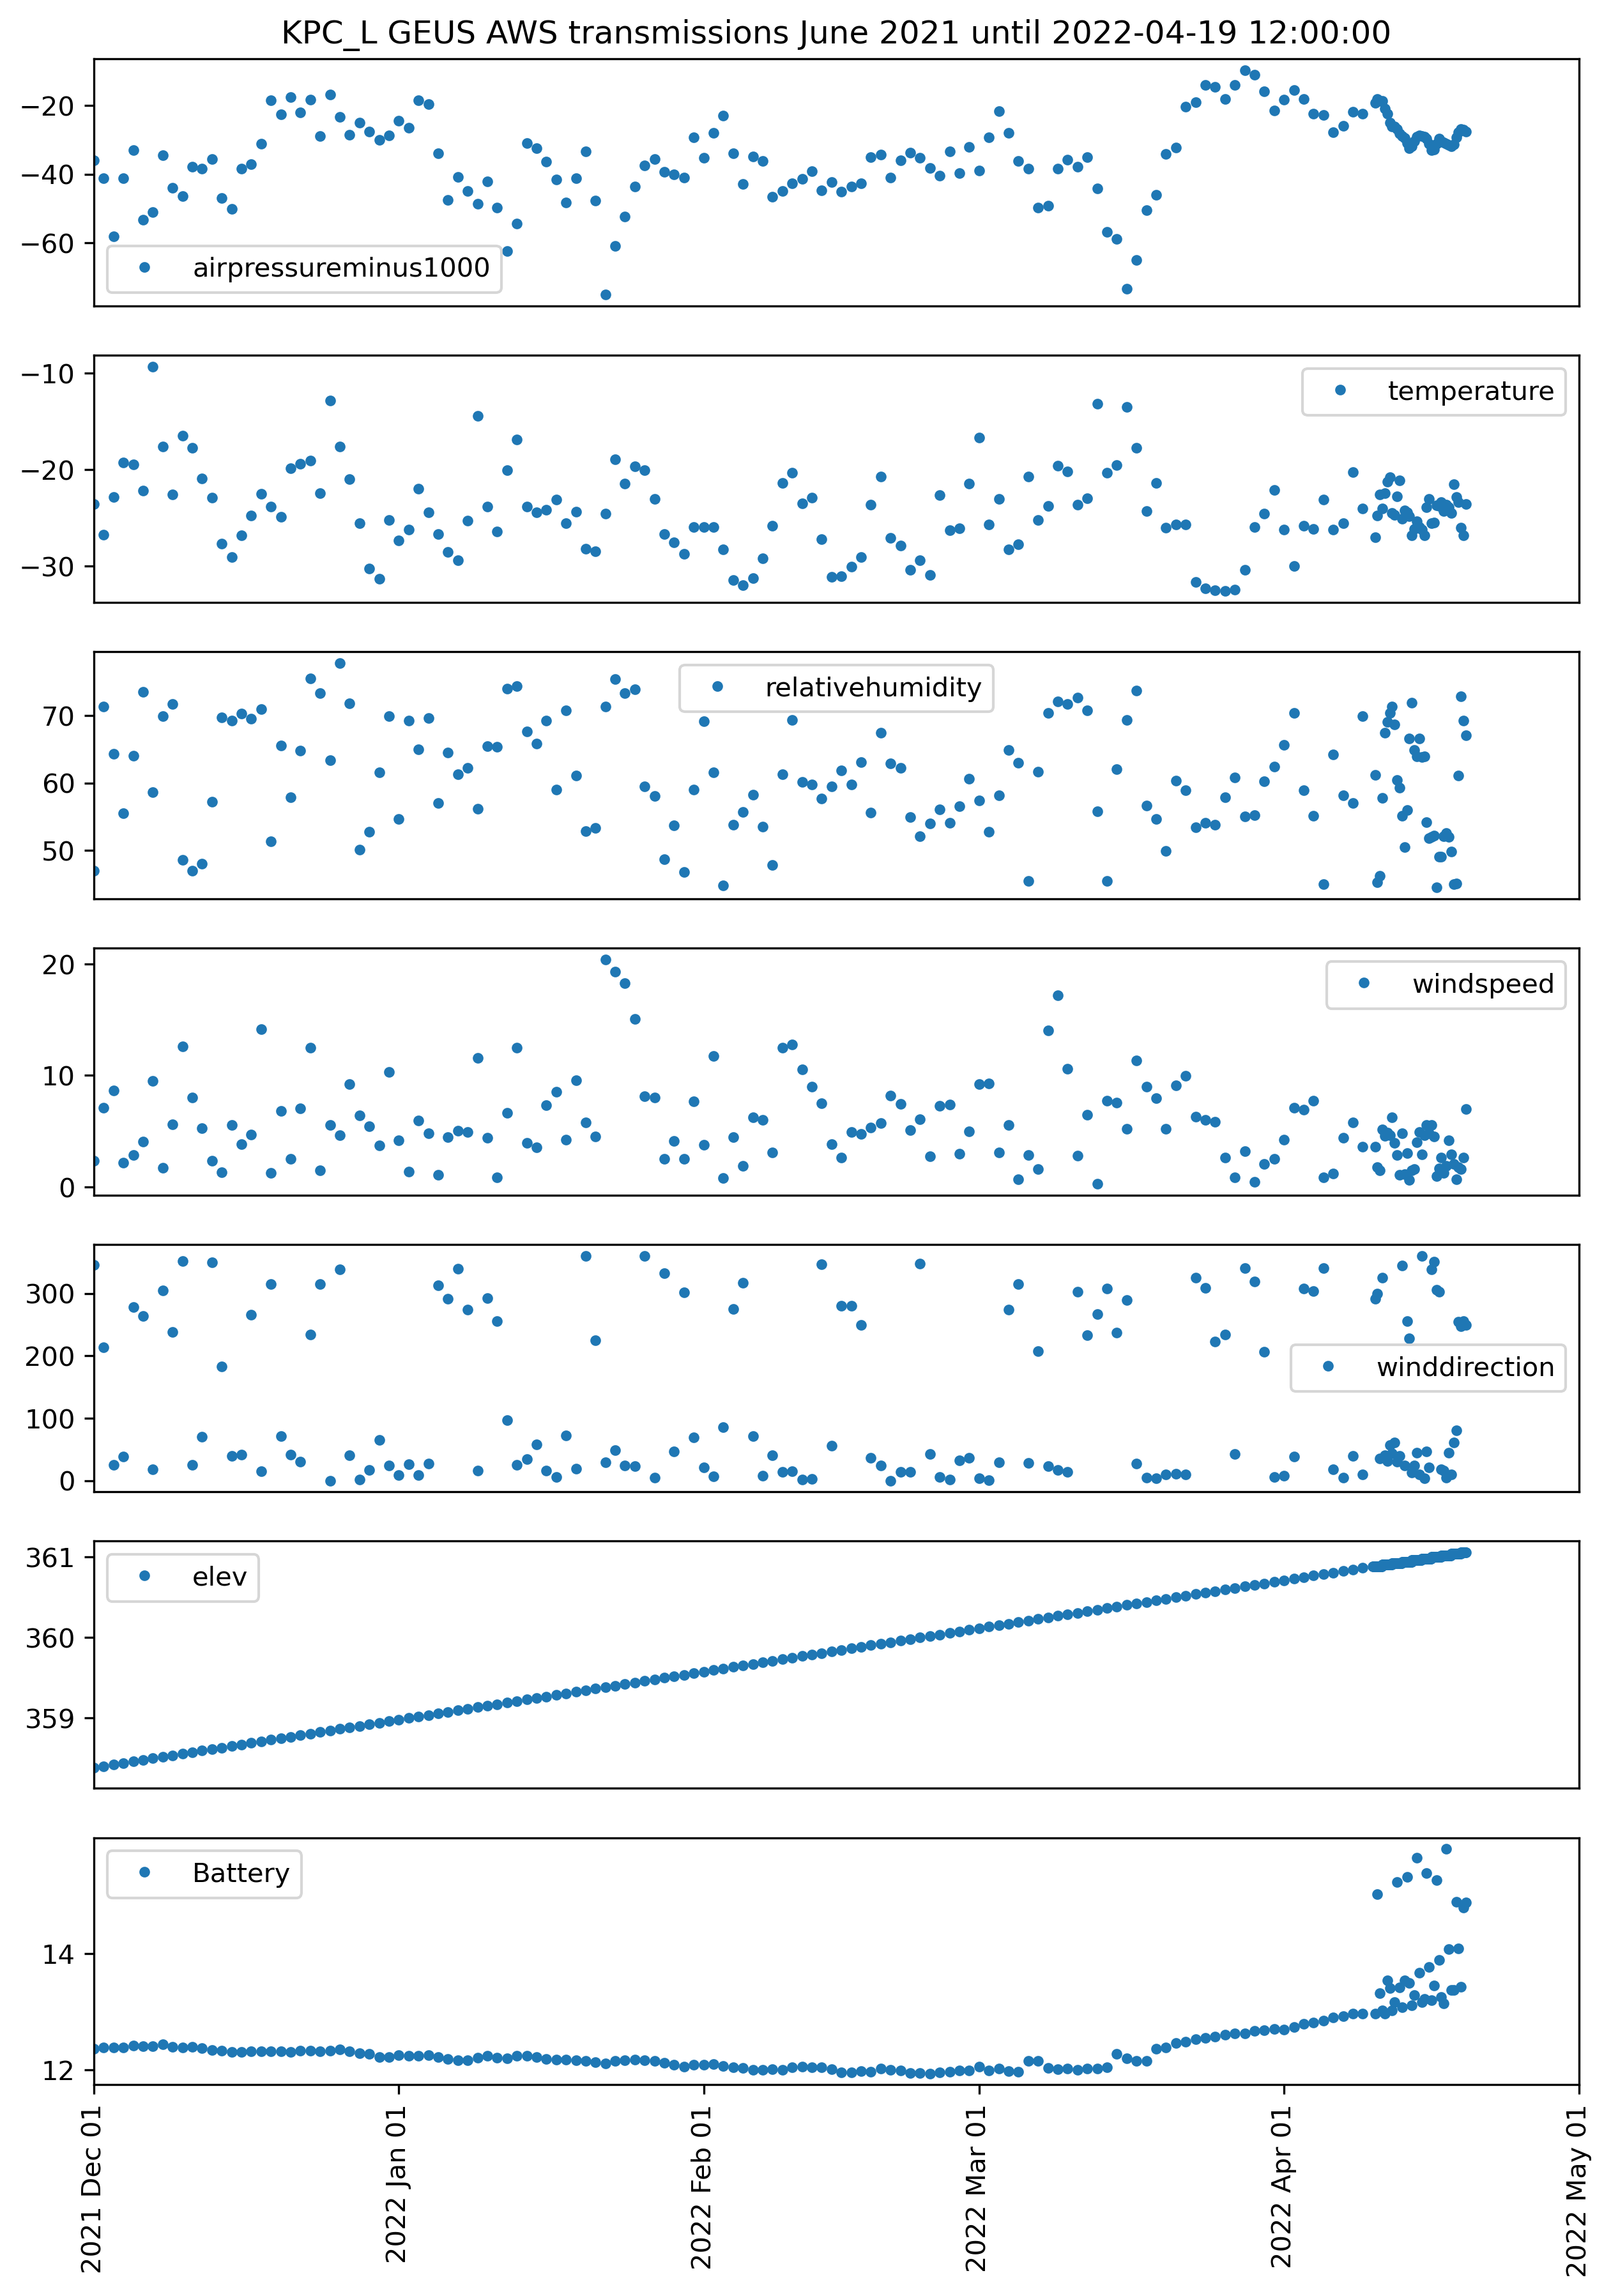 KPC_L GEUS AWS transmissions June 2021 until 2022-04-19 12:00:00
−20
−40
−60
airpressureminus1000
−10
−20
−30
temperature
70
60
50
relativehumidity
20
10
0
windspeed
300
200
100
0
winddirection
361
360
359
elev
14
12
Battery
2021 Dec 01
2022 Jan 01
2022 Feb 01
2022 Mar 01
2022 Apr 01
2022 May 01